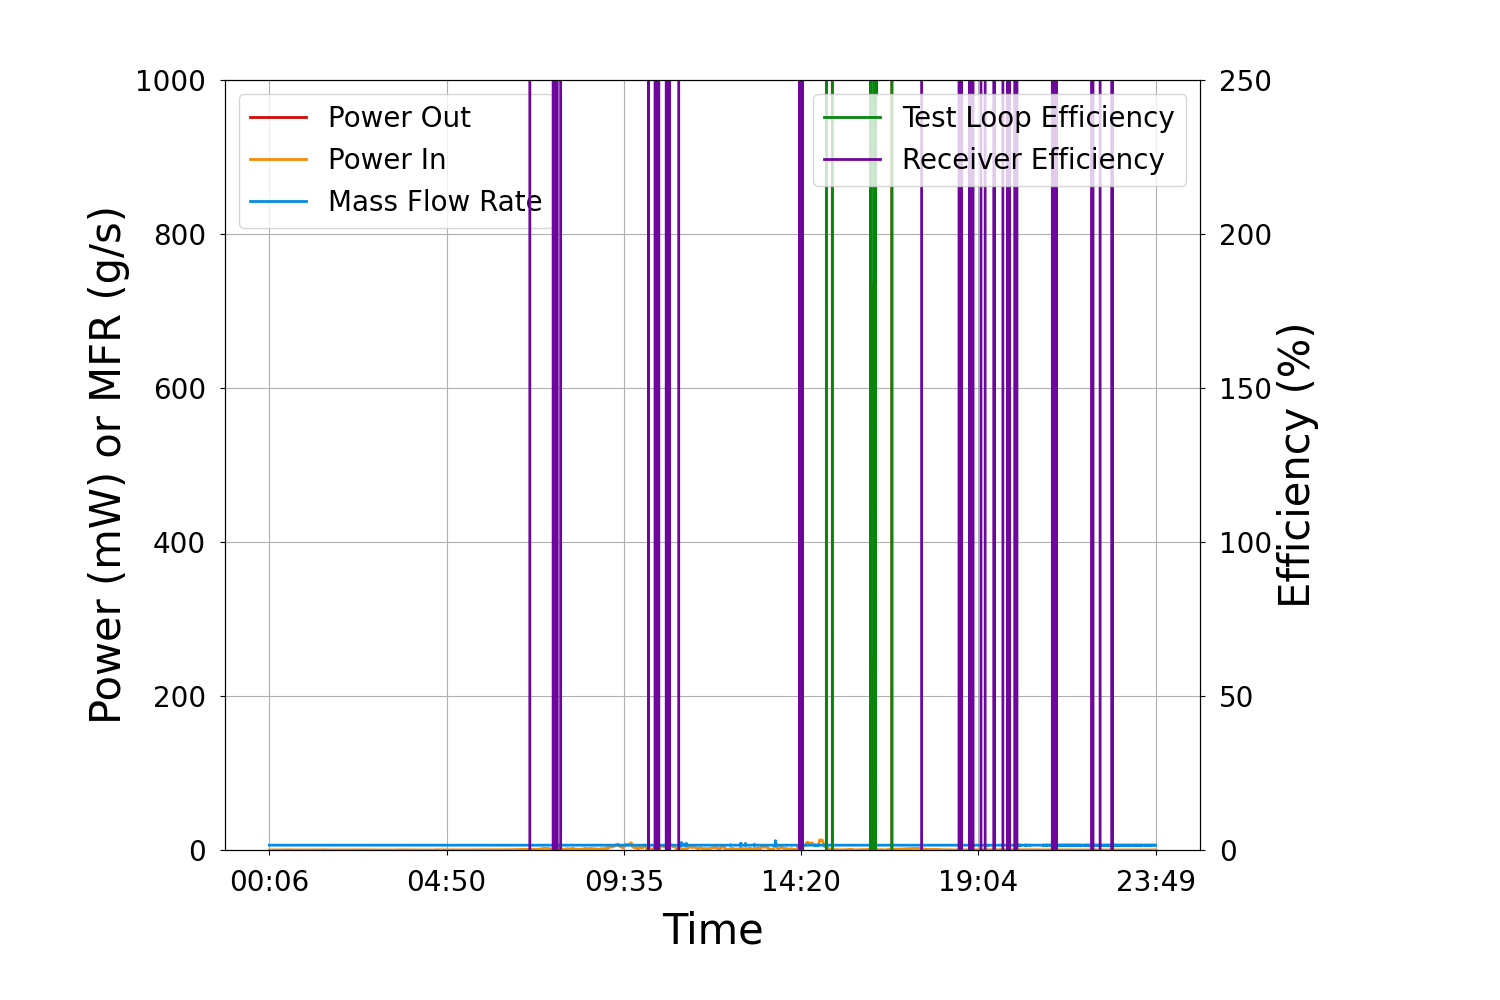 1000
800
600
400
200
0
Power (mW) or MFR (g/s)
Power Out
Power In
Mass Flow Rate
Test Loop Efficiency
Receiver Efficiency
250
200
150
100
50
0
Efficiency (%)
00:06 04:50 09:35 14:20 19:04 23:49
Time